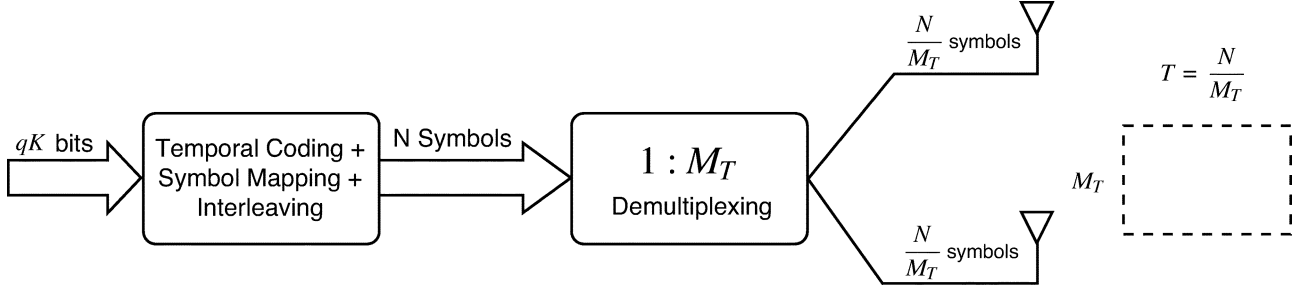 qK bits
Temporal Coding +
Symbol Mapping +
Interleaving
N Symbols
1 : M_T
Demultiplexing
N/M_T symbols
N/M_T symbols
T = N/M_T
M_T